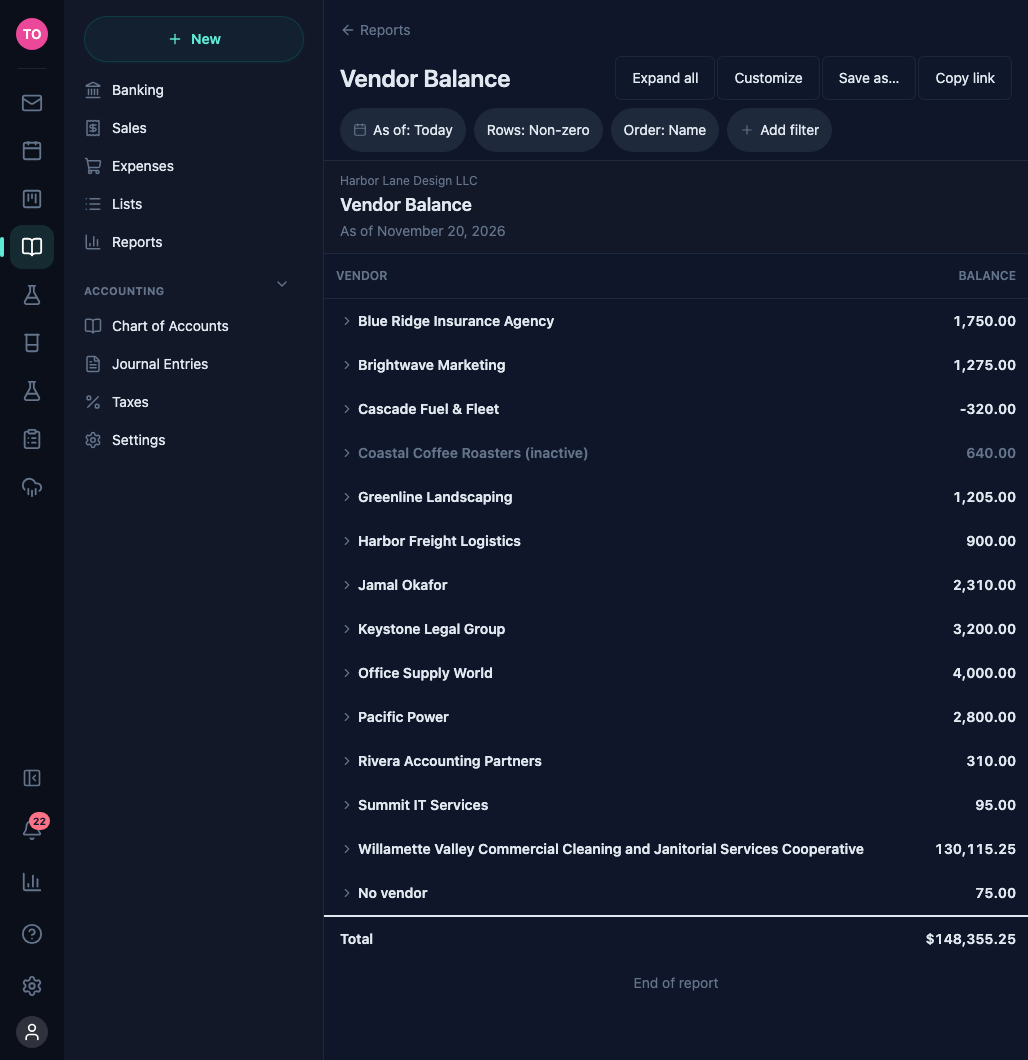 TO
New
Banking
Sales
Expenses
Lists
Reports
ACCOUNTING
Chart of Accounts
Journal Entries
Taxes
Settings
22
Reports
Vendor Balance
Expand all
Customize
Save as...
Copy link
As of: Today
Rows: Non-zero
Order: Name
Add filter
Harbor Lane Design LLC
Vendor Balance
As of November 20, 2026
VENDOR BALANCE
Blue Ridge Insurance Agency 1,750.00
Brightwave Marketing 1,275.00
Cascade Fuel & Fleet -320.00
Coastal Coffee Roasters (inactive) 640.00
Greenline Landscaping 1,205.00
Harbor Freight Logistics 900.00
Jamal Okafor 2,310.00
Keystone Legal Group 3,200.00
Office Supply World 4,000.00
Pacific Power 2,800.00
Rivera Accounting Partners 310.00
Summit IT Services 95.00
Willamette Valley Commercial Cleaning and Janitorial Services Cooperative 130,115.25
No vendor 75.00
Total $148,355.25
End of report